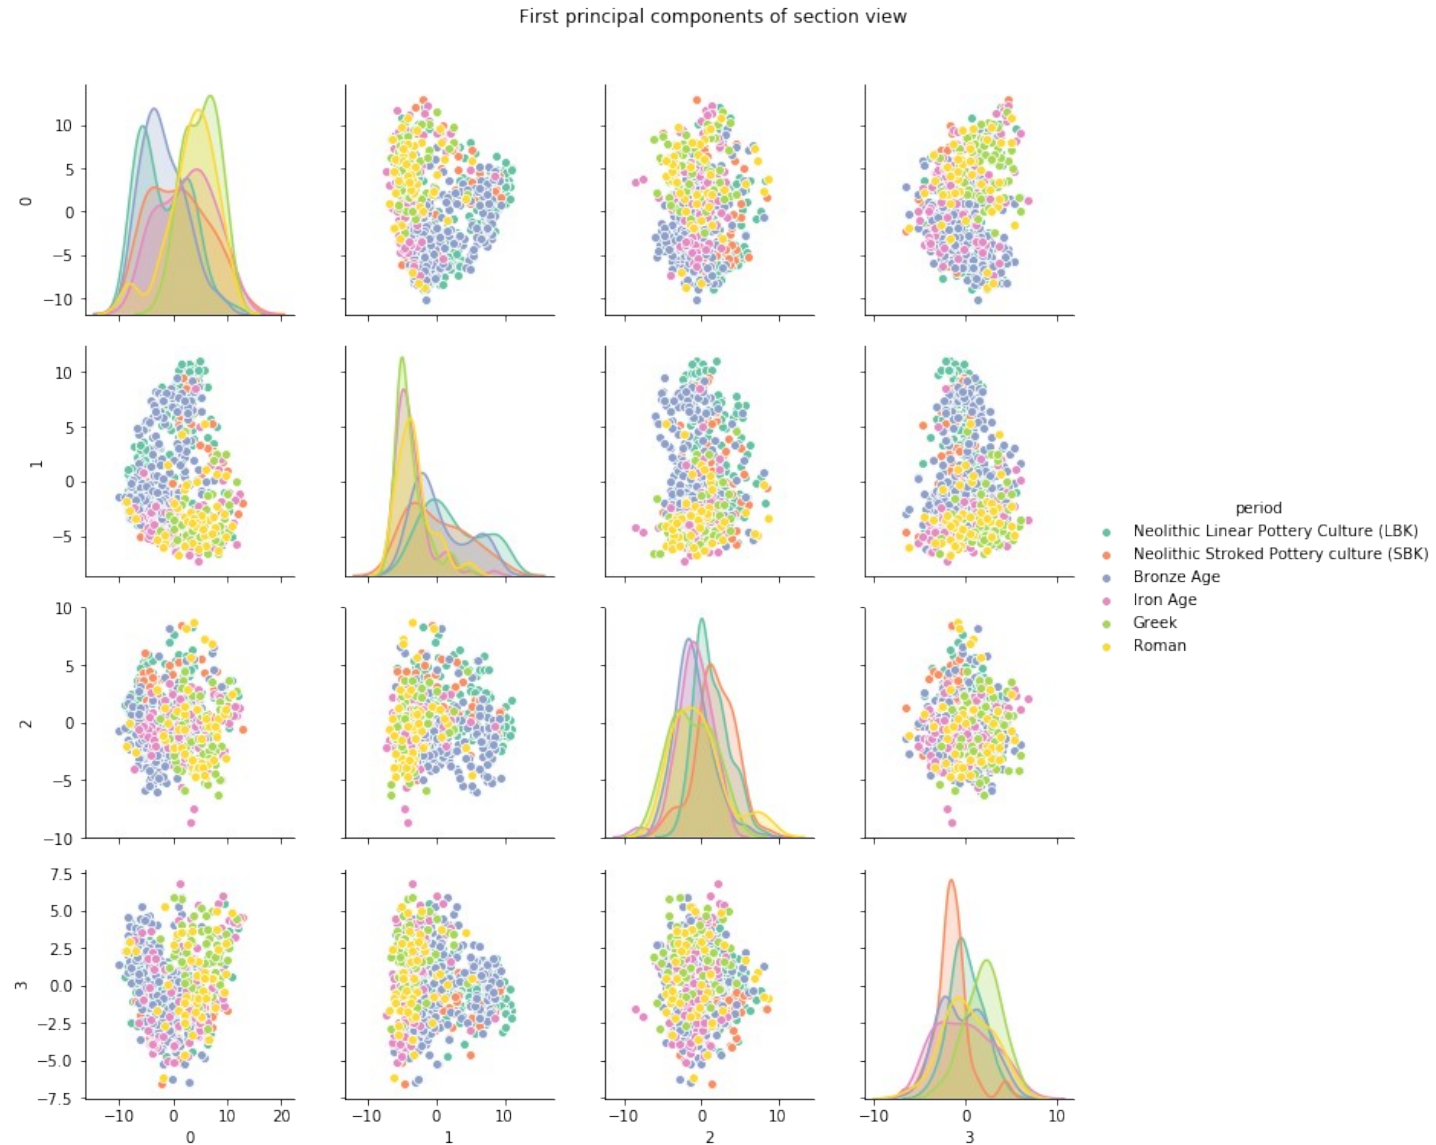 First principal components of section view
10
5
0
−5
−10
0
10
5
0
−5
1
10
5
0
−5
−10
2
7.5
5.0
2.5
0.0
−2.5
−5.0
−7.5
3
−10 0 10 20
0
−10 0 10
1
−10 0 10
2
−10 0 10
3
period
Neolithic Linear Pottery Culture (LBK)
Neolithic Stroked Pottery culture (SBK)
Bronze Age
Iron Age
Greek
Roman